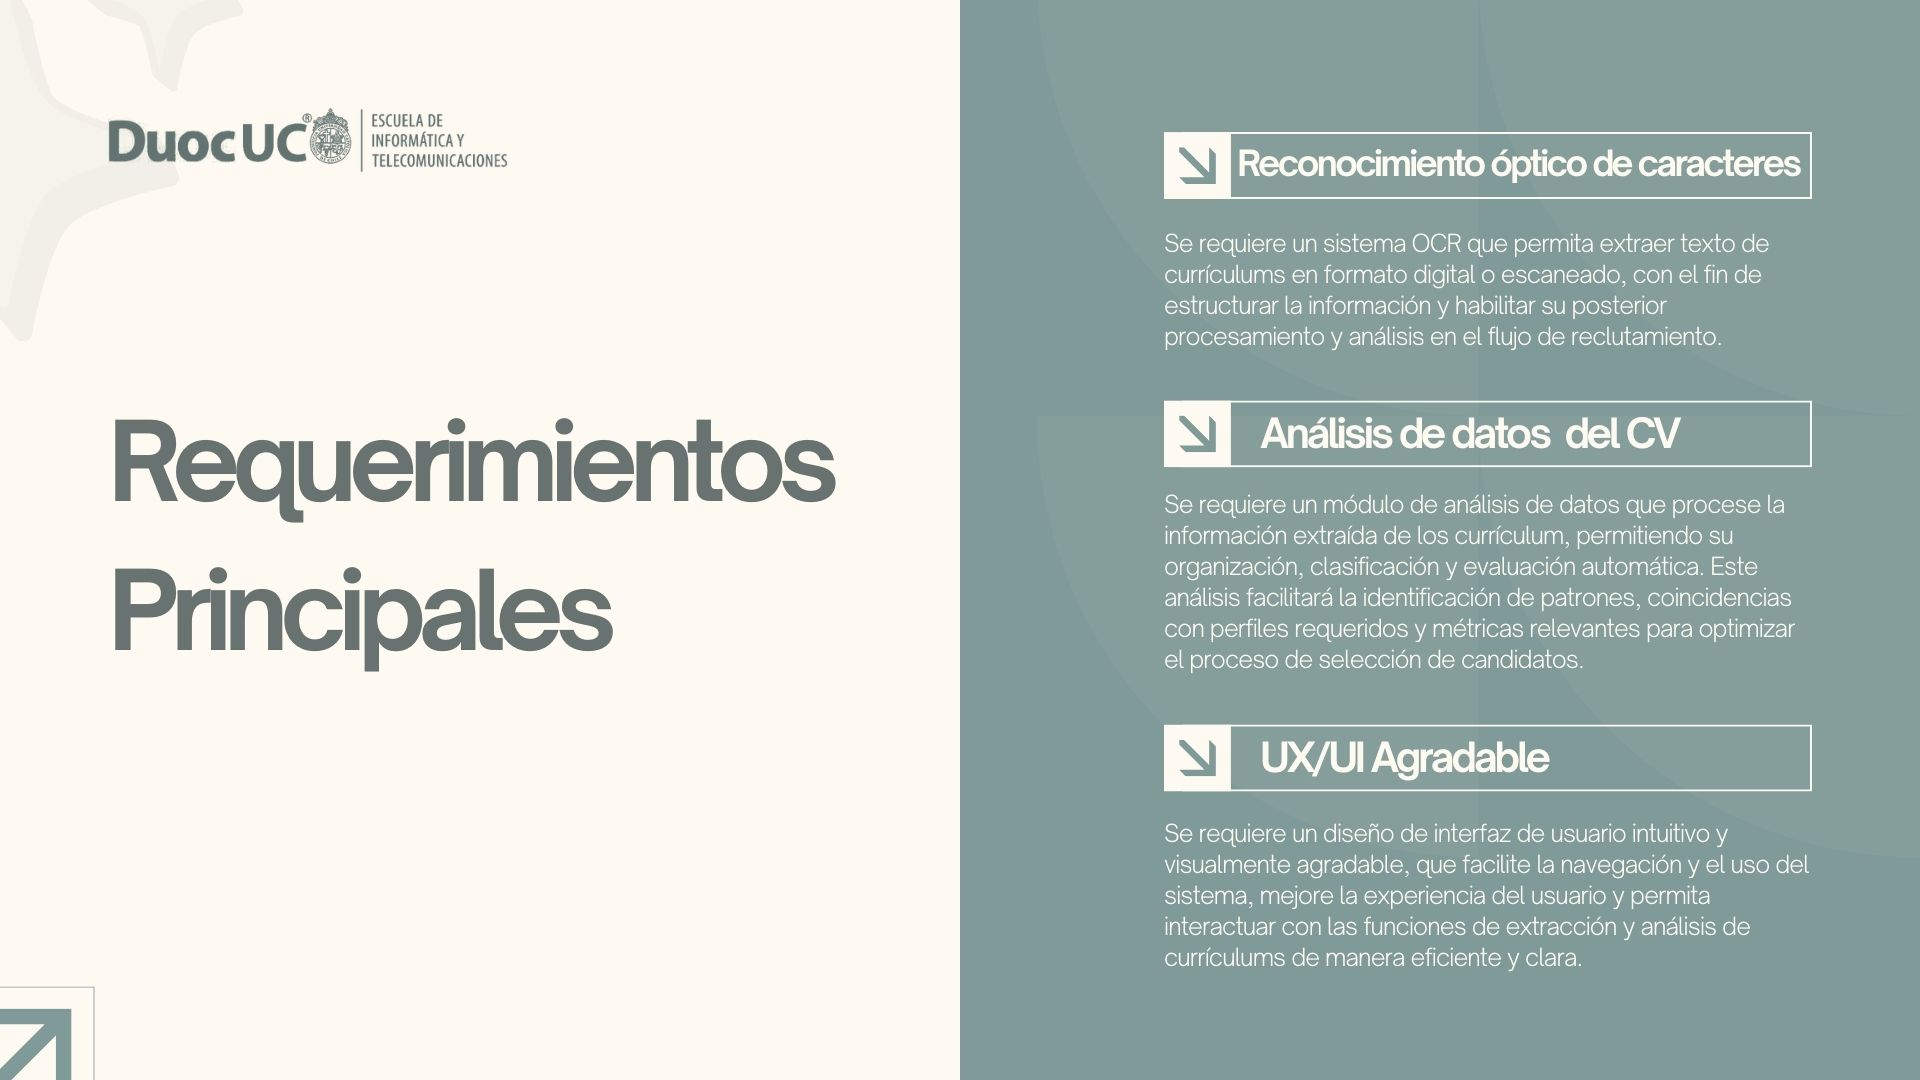 DuocUC®
ESCUELA DE
INFORMÁTICA Y
TELECOMUNICACIONES
Requerimientos
Principales
Reconocimiento óptico de caracteres
Se requiere un sistema OCR que permita extraer texto de
currículums en formato digital o escaneado, con el fin de
estructurar la información y habilitar su posterior
procesamiento y análisis en el flujo de reclutamiento.
Análisis de datos  del CV
Se requiere un módulo de análisis de datos que procese la
información extraída de los currículum, permitiendo su
organización, clasificación y evaluación automática. Este
análisis facilitará la identificación de patrones, coincidencias
con perfiles requeridos y métricas relevantes para optimizar
el proceso de selección de candidatos.
UX/UI Agradable
Se requiere un diseño de interfaz de usuario intuitivo y
visualmente agradable, que facilite la navegación y el uso del
sistema, mejore la experiencia del usuario y permita
interactuar con las funciones de extracción y análisis de
currículums de manera eficiente y clara.